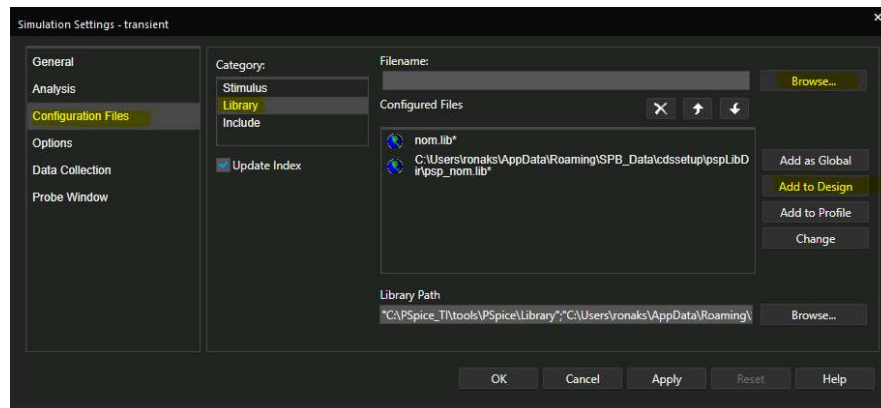 Simulation Settings - transient
General
Analysis
Configuration Files
Options
Data Collection
Probe Window
Category:
Stimulus
Library
Include
Update Index
Filename:
Browse...
Configured Files
nom.lib*
C:\Users\ronaks\AppData\Roaming\SPB_Data\cdssetup\pspLibD
ir\psp_nom.lib*
Add as Global
Add to Design
Add to Profile
Change
Library Path
"C:\PSpice_TI\tools\PSpice\Library";"C:\Users\ronaks\AppData\Roaming\
Browse...
OK
Cancel
Apply
Reset
Help